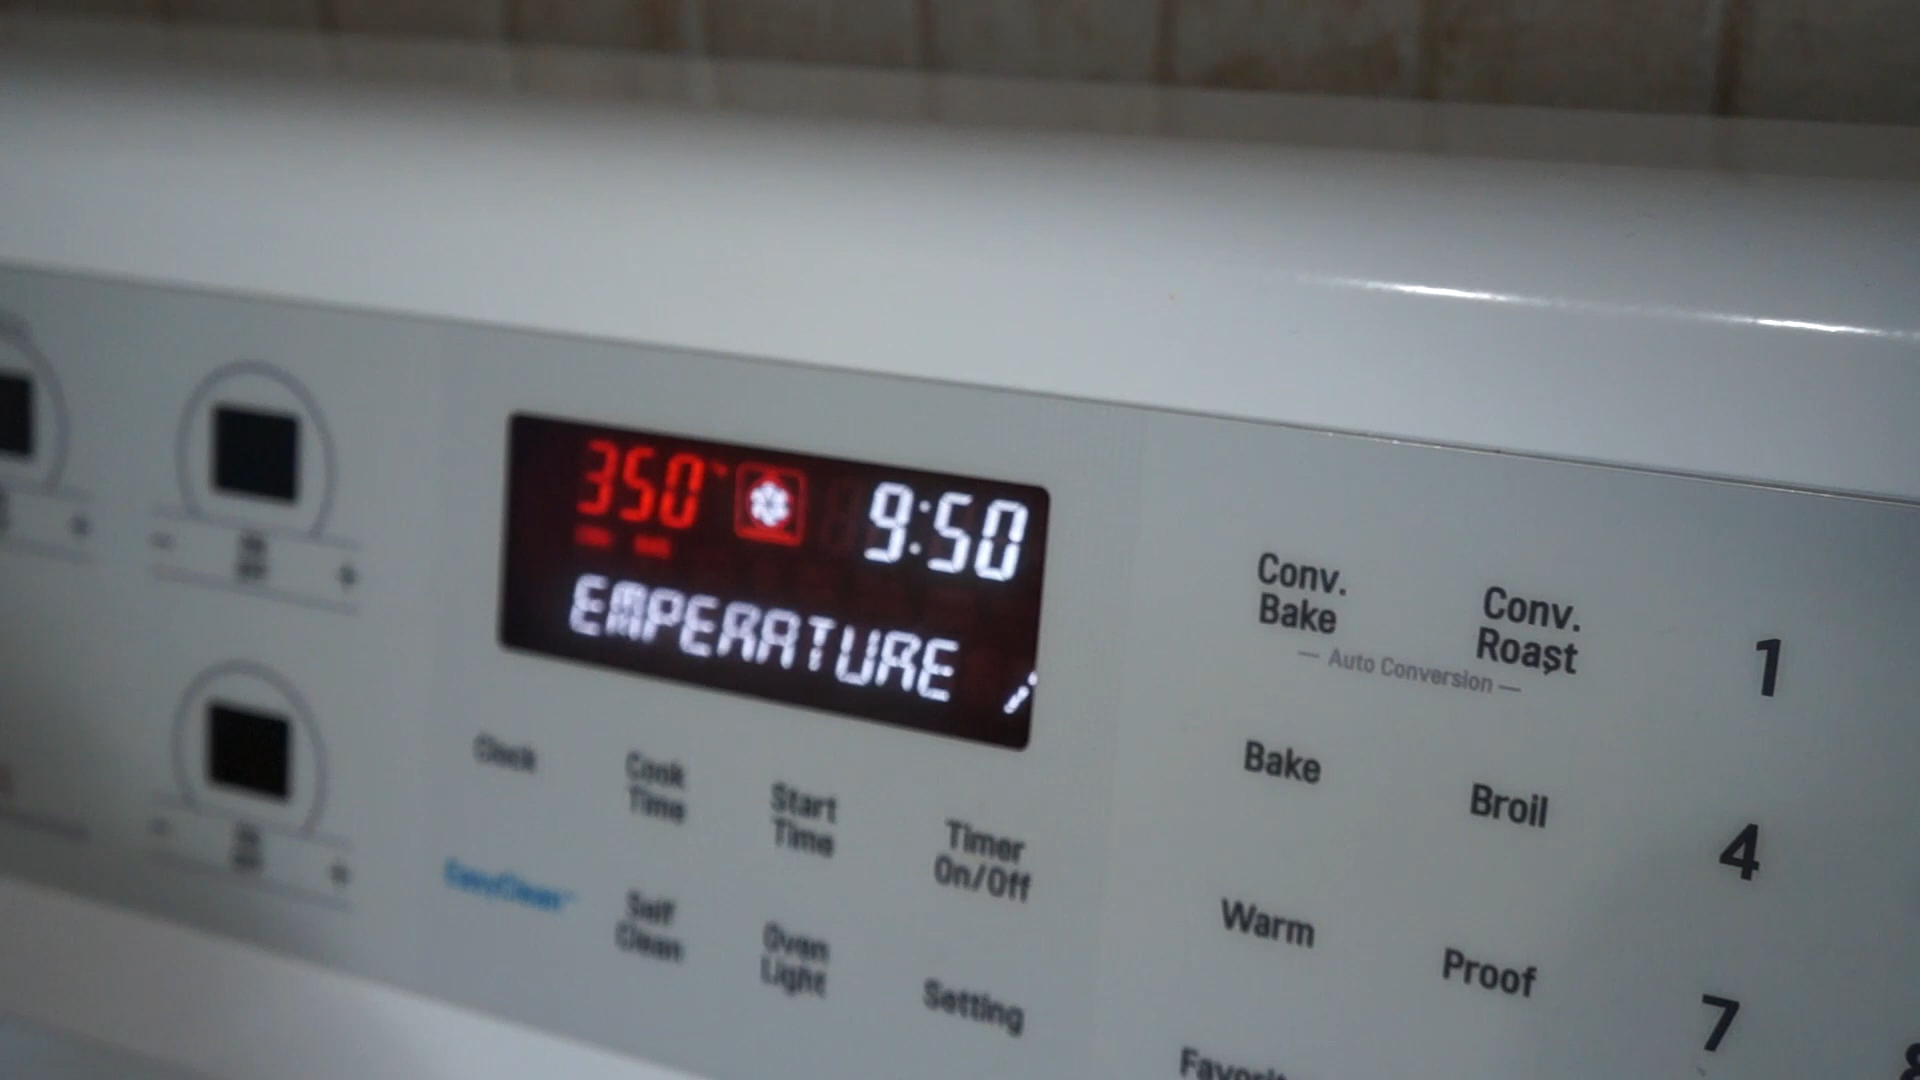 350° 9:50
EMPERATURE /
Clock
Cook
Time
Start
Time
Timer
On/Off
EasyClean™
Self
Clean
Oven
Light
Setting
Conv.
Bake
Conv.
Roast
— Auto Conversion —
Bake
Broil
Warm
Proof
1
4
7